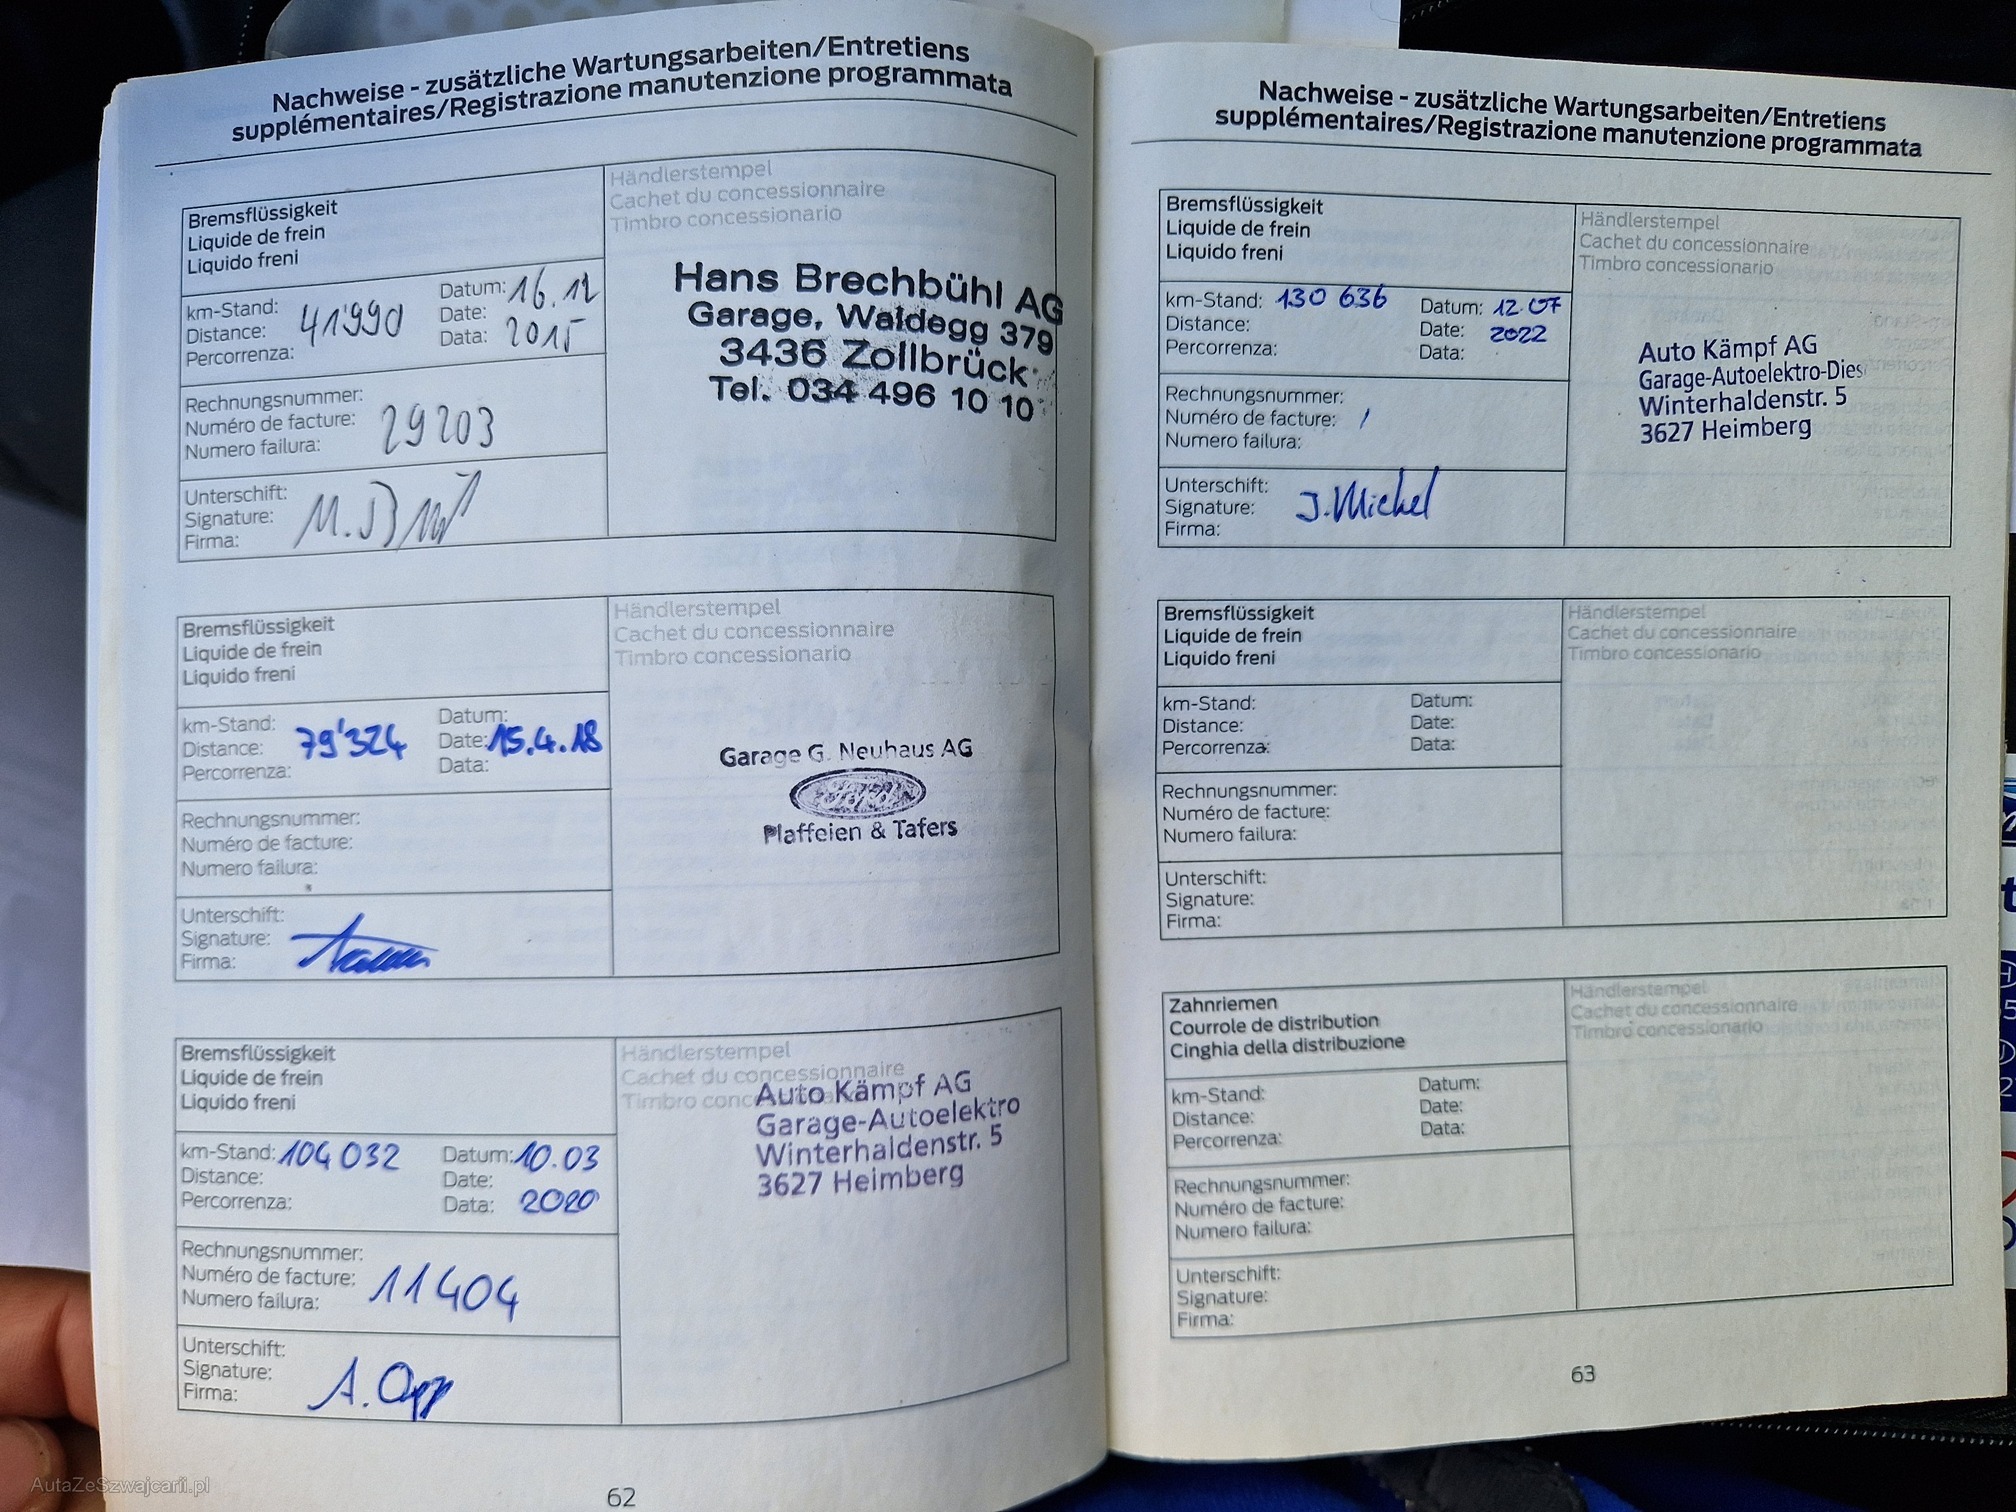 Nachweise - zusätzliche Wartungsarbeiten/Entretiens
supplémentaires/Registrazione manutenzione programmata
Bremsflüssigkeit
Liquide de frein
Liquido freni
Händlerstempel
Cachet du concessionnaire
Timbro concessionario
km-Stand: 41'990 Datum: 16.12
Distance: Date: 2015
Percorrenza: Data:
Hans Brechbühl AG
Garage, Waldegg 379
3436 Zollbrück
Tel. 034 496 10 10
Rechnungsnummer:
Numéro de facture: 29203
Numero failura:
Unterschift:
Signature:
Firma:
Bremsflüssigkeit
Liquide de frein
Liquido freni
Händlerstempel
Cachet du concessionnaire
Timbro concessionario
km-Stand: Datum:
Distance: 79'324 Date: 15.4.18
Percorrenza: Data:
Garage G. Neuhaus AG
Ford
Plaffeien & Tafers
Rechnungsnummer:
Numéro de facture:
Numero failura:
Unterschift:
Signature:
Firma:
Bremsflüssigkeit
Liquide de frein
Liquido freni
Händlerstempel
Cachet du concessionnaire
Timbro
Auto Kämpf AG
Garage-Autoelektro
Winterhaldenstr. 5
3627 Heimberg
km-Stand: 104 032 Datum: 10.03
Distance: Date:
Percorrenza: Data: 2020
Rechnungsnummer:
Numéro de facture: 11404
Numero failura:
Unterschift:
Signature: A. Opp
Firma:
62
Nachweise - zusätzliche Wartungsarbeiten/Entretiens
supplémentaires/Registrazione manutenzione programmata
Bremsflüssigkeit
Liquide de frein
Liquido freni
Händlerstempel
Cachet du concessionnaire
Timbro concessionario
km-Stand: 130 636 Datum: 12.07
Distance: Date: 2022
Percorrenza: Data:
Auto Kämpf AG
Garage-Autoelektro-Dies
Winterhaldenstr. 5
3627 Heimberg
Rechnungsnummer:
Numéro de facture: /
Numero failura:
Unterschift:
Signature: J. Michel
Firma:
Bremsflüssigkeit
Liquide de frein
Liquido freni
Händlerstempel
Cachet du concessionnaire
Timbro concessionario
km-Stand: Datum:
Distance: Date:
Percorrenza: Data:
Rechnungsnummer:
Numéro de facture:
Numero failura:
Unterschift:
Signature:
Firma:
Zahnriemen
Courrole de distribution
Cinghia della distribuzione
Händlerstempel
Cachet du concessionnaire
Timbro concessionario
km-Stand: Datum:
Distance: Date:
Percorrenza: Data:
Rechnungsnummer:
Numéro de facture:
Numero failura:
Unterschift:
Signature:
Firma:
63
AutaZeSzwajcarii.pl